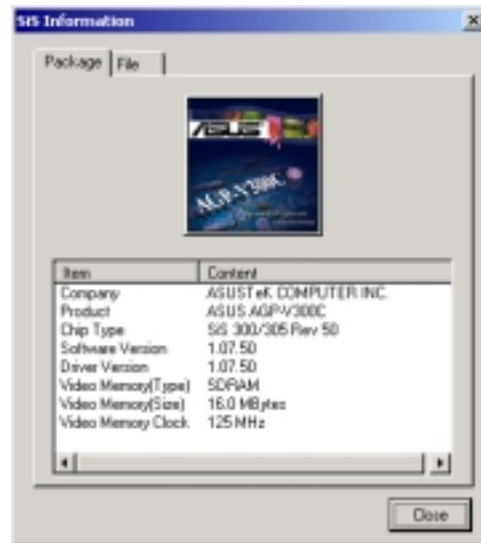 SiS Information
Package File
ASUS
AGP-V300C
Item Content
Company ASUSTeK COMPUTER INC.
Product ASUS AGP-V300C
Chip Type SiS 300/305 Rev 50
Software Version 1.07.50
Driver Version 1.07.50
Video Memory(Type) SDRAM
Video Memory(Size) 16.0 MBytes
Video Memory Clock 125 MHz
Close